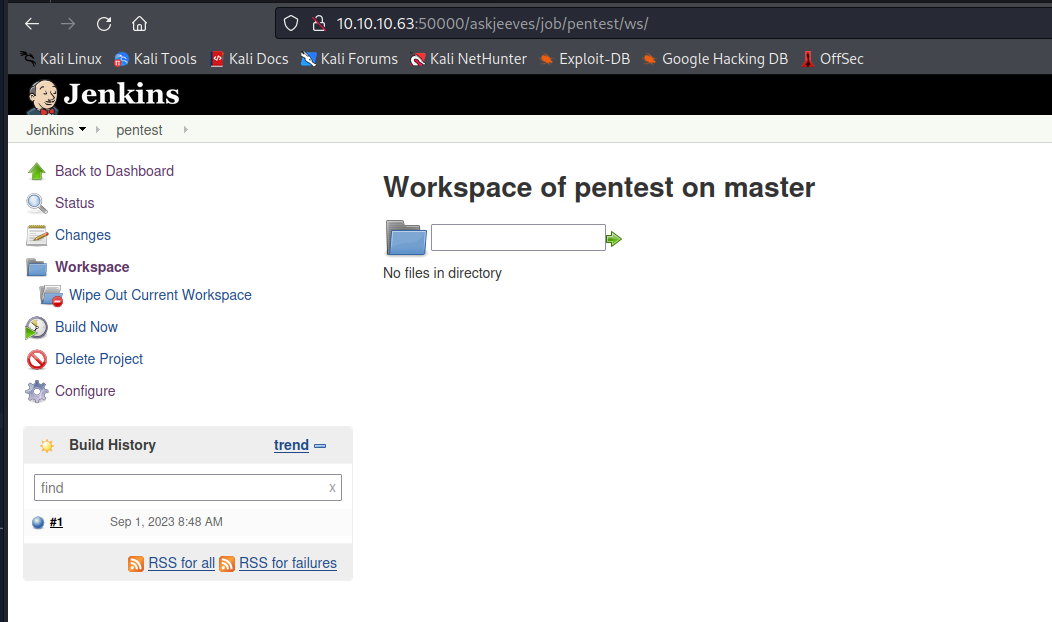 10.10.10.63:50000/askjeeves/job/pentest/ws/
Kali Linux Kali Tools Kali Docs Kali Forums Kali NetHunter Exploit-DB Google Hacking DB OffSec
Jenkins
Jenkins pentest
Back to Dashboard
Status
Changes
Workspace
Wipe Out Current Workspace
Build Now
Delete Project
Configure
Build History trend
find x
#1 Sep 1, 2023 8:48 AM
RSS for all RSS for failures
Workspace of pentest on master
No files in directory